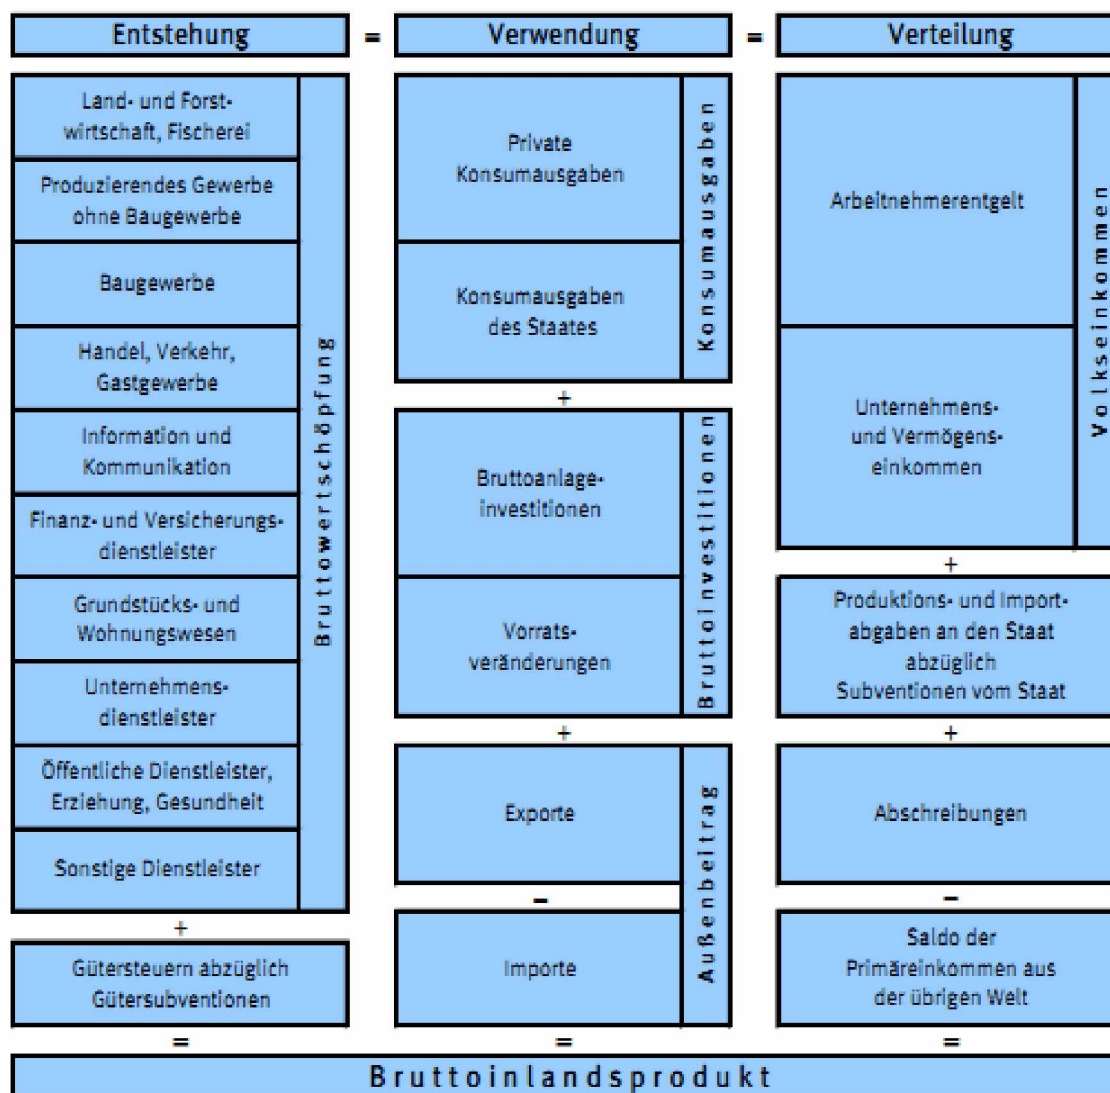 Entstehung
=
Verwendung
=
Verteilung
Land- und Forst-
wirtschaft, Fischerei
Produzierendes Gewerbe
ohne Baugewerbe
Baugewerbe
Handel, Verkehr,
Gastgewerbe
Information und
Kommunikation
Finanz- und Versicherungs-
dienstleister
Grundstücks- und
Wohnungswesen
Unternehmens-
dienstleister
Öffentliche Dienstleister,
Erziehung, Gesundheit
Sonstige Dienstleister
Bruttowertschöpfung
+
Gütersteuern abzüglich
Gütersubventionen
=
Private
Konsumausgaben
Konsumausgaben
des Staates
Konsumausgaben
+
Bruttoanlage-
investitionen
Vorrats-
veränderungen
Bruttoinvestitionen
+
Exporte
-
Importe
Außenbeitrag
=
Arbeitnehmerentgelt
Unternehmens-
und Vermögens-
einkommen
Volkseinkommen
+
Produktions- und Import-
abgaben an den Staat
abzüglich
Subventionen vom Staat
+
Abschreibungen
-
Saldo der
Primäreinkommen aus
der übrigen Welt
=
Bruttoinlandsprodukt